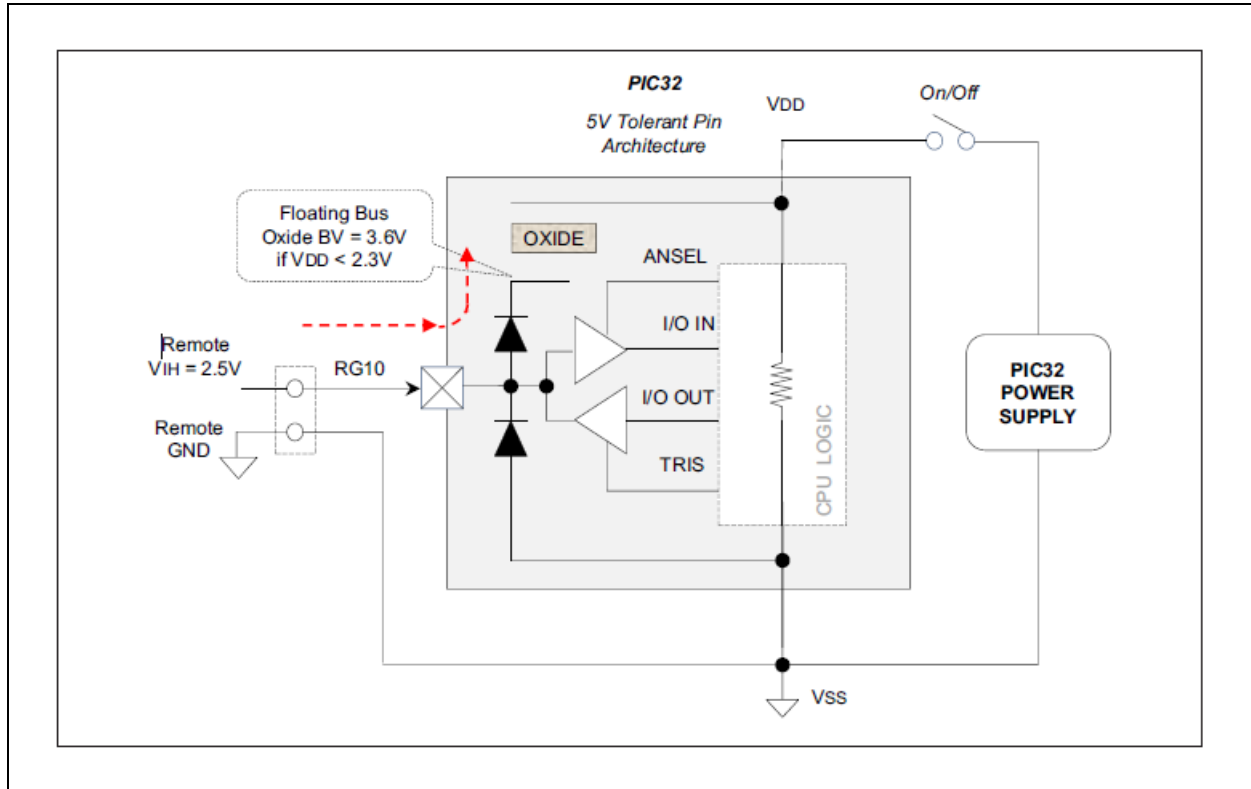 PIC32
5V Tolerant Pin
Architecture
VDD
On/Off
Floating Bus
Oxide BV = 3.6V
if VDD < 2.3V
OXIDE
ANSEL
I/O IN
Remote
VIH = 2.5V
RG10
I/O OUT
Remote
GND
TRIS
CPU LOGIC
PIC32
POWER
SUPPLY
VSS